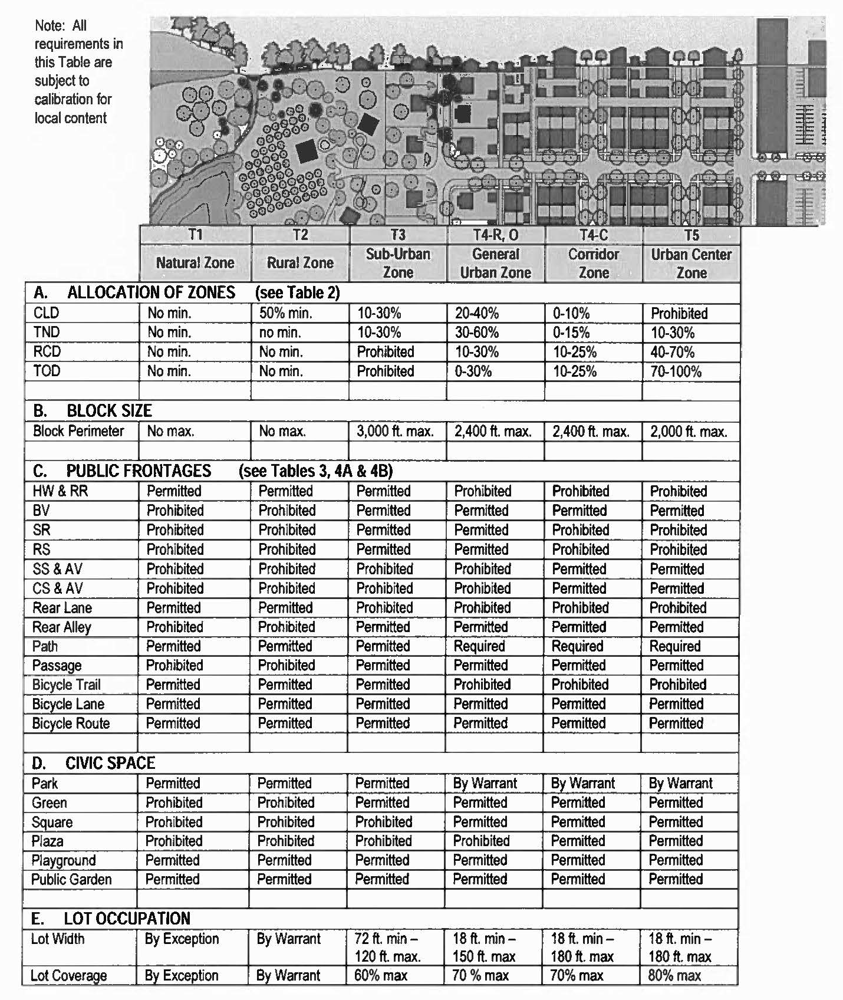 Note: All
requirements in
this Table are
subject to
calibration for
local content
T1 T2 T3 T4-R, O T4-C T5
Natural Zone Rural Zone Sub-Urban Zone General Urban Zone Corridor Zone Urban Center Zone
A. ALLOCATION OF ZONES (see Table 2)
CLD No min. 50% min. 10-30% 20-40% 0-10% Prohibited
TND No min. no min. 10-30% 30-60% 0-15% 10-30%
RCD No min. No min. Prohibited 10-30% 10-25% 40-70%
TOD No min. No min. Prohibited 0-30% 10-25% 70-100%
B. BLOCK SIZE
Block Perimeter No max. No max. 3,000 ft. max. 2,400 ft. max. 2,400 ft. max. 2,000 ft. max.
C. PUBLIC FRONTAGES (see Tables 3, 4A & 4B)
HW & RR Permitted Permitted Permitted Prohibited Prohibited Prohibited
BV Prohibited Prohibited Permitted Permitted Permitted Permitted
SR Prohibited Prohibited Permitted Permitted Prohibited Prohibited
RS Prohibited Prohibited Permitted Permitted Prohibited Prohibited
SS & AV Prohibited Prohibited Prohibited Prohibited Permitted Permitted
CS & AV Prohibited Prohibited Prohibited Prohibited Permitted Permitted
Rear Lane Permitted Permitted Prohibited Prohibited Prohibited Prohibited
Rear Alley Prohibited Prohibited Permitted Permitted Permitted Permitted
Path Permitted Permitted Permitted Required Required Required
Passage Prohibited Prohibited Permitted Permitted Permitted Permitted
Bicycle Trail Permitted Permitted Permitted Prohibited Prohibited Prohibited
Bicycle Lane Permitted Permitted Permitted Permitted Permitted Permitted
Bicycle Route Permitted Permitted Permitted Permitted Permitted Permitted
D. CIVIC SPACE
Park Permitted Permitted Permitted By Warrant By Warrant By Warrant
Green Prohibited Prohibited Permitted Permitted Permitted Permitted
Square Prohibited Prohibited Prohibited Permitted Permitted Permitted
Plaza Prohibited Prohibited Prohibited Prohibited Permitted Permitted
Playground Permitted Permitted Permitted Permitted Permitted Permitted
Public Garden Permitted Permitted Permitted Permitted Permitted Permitted
E. LOT OCCUPATION
Lot Width By Exception By Warrant 72 ft. min – 18 ft. min – 18 ft. min – 18 ft. min –
120 ft. max. 150 ft. max 180 ft. max 180 ft. max
Lot Coverage By Exception By Warrant 60% max 70 % max 70% max 80% max